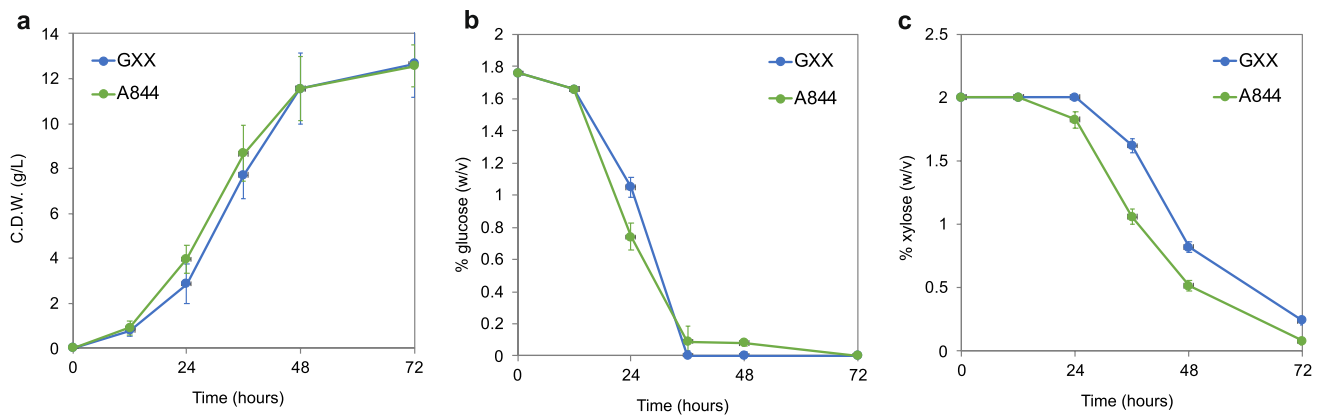 a
C.D.W. (g/L)
14
12
10
8
6
4
2
0
GXX
A844
0
24
48
72
Time (hours)
b
% glucose (w/v)
2
1.8
1.6
1.4
1.2
1
0.8
0.6
0.4
0.2
0
GXX
A844
0
24
48
72
Time (hours)
c
% xylose (w/v)
2.5
2
1.5
1
0.5
0
GXX
A844
0
24
48
72
Time (hours)